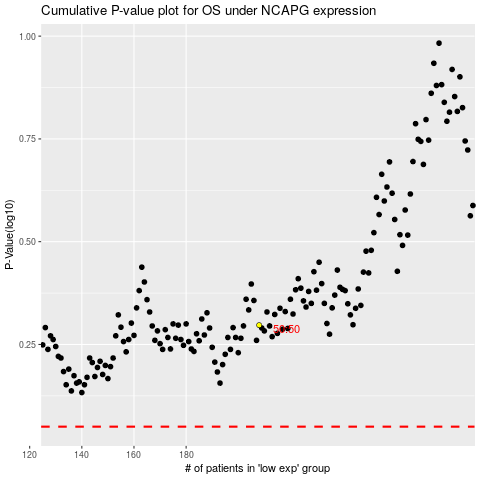 Cumulative P-value plot for OS under NCAPG expression
P-Value(log10)
1.00
0.75
0.50
0.25
50:50
120 140 160 180
# of patients in 'low exp' group